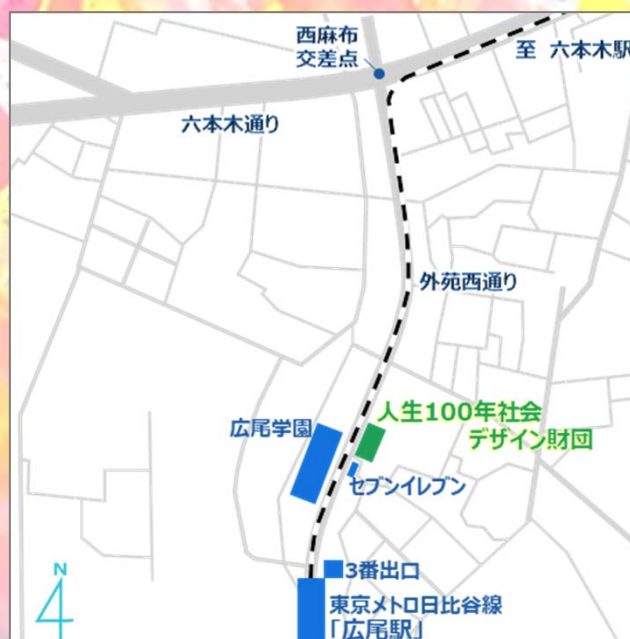 西麻布
交差点
至 六本木駅
六本木通り
外苑西通り
広尾学園
人生100年社会
デザイン財団
セブンイレブン
3番出口
東京メトロ日比谷線
「広尾駅」
N